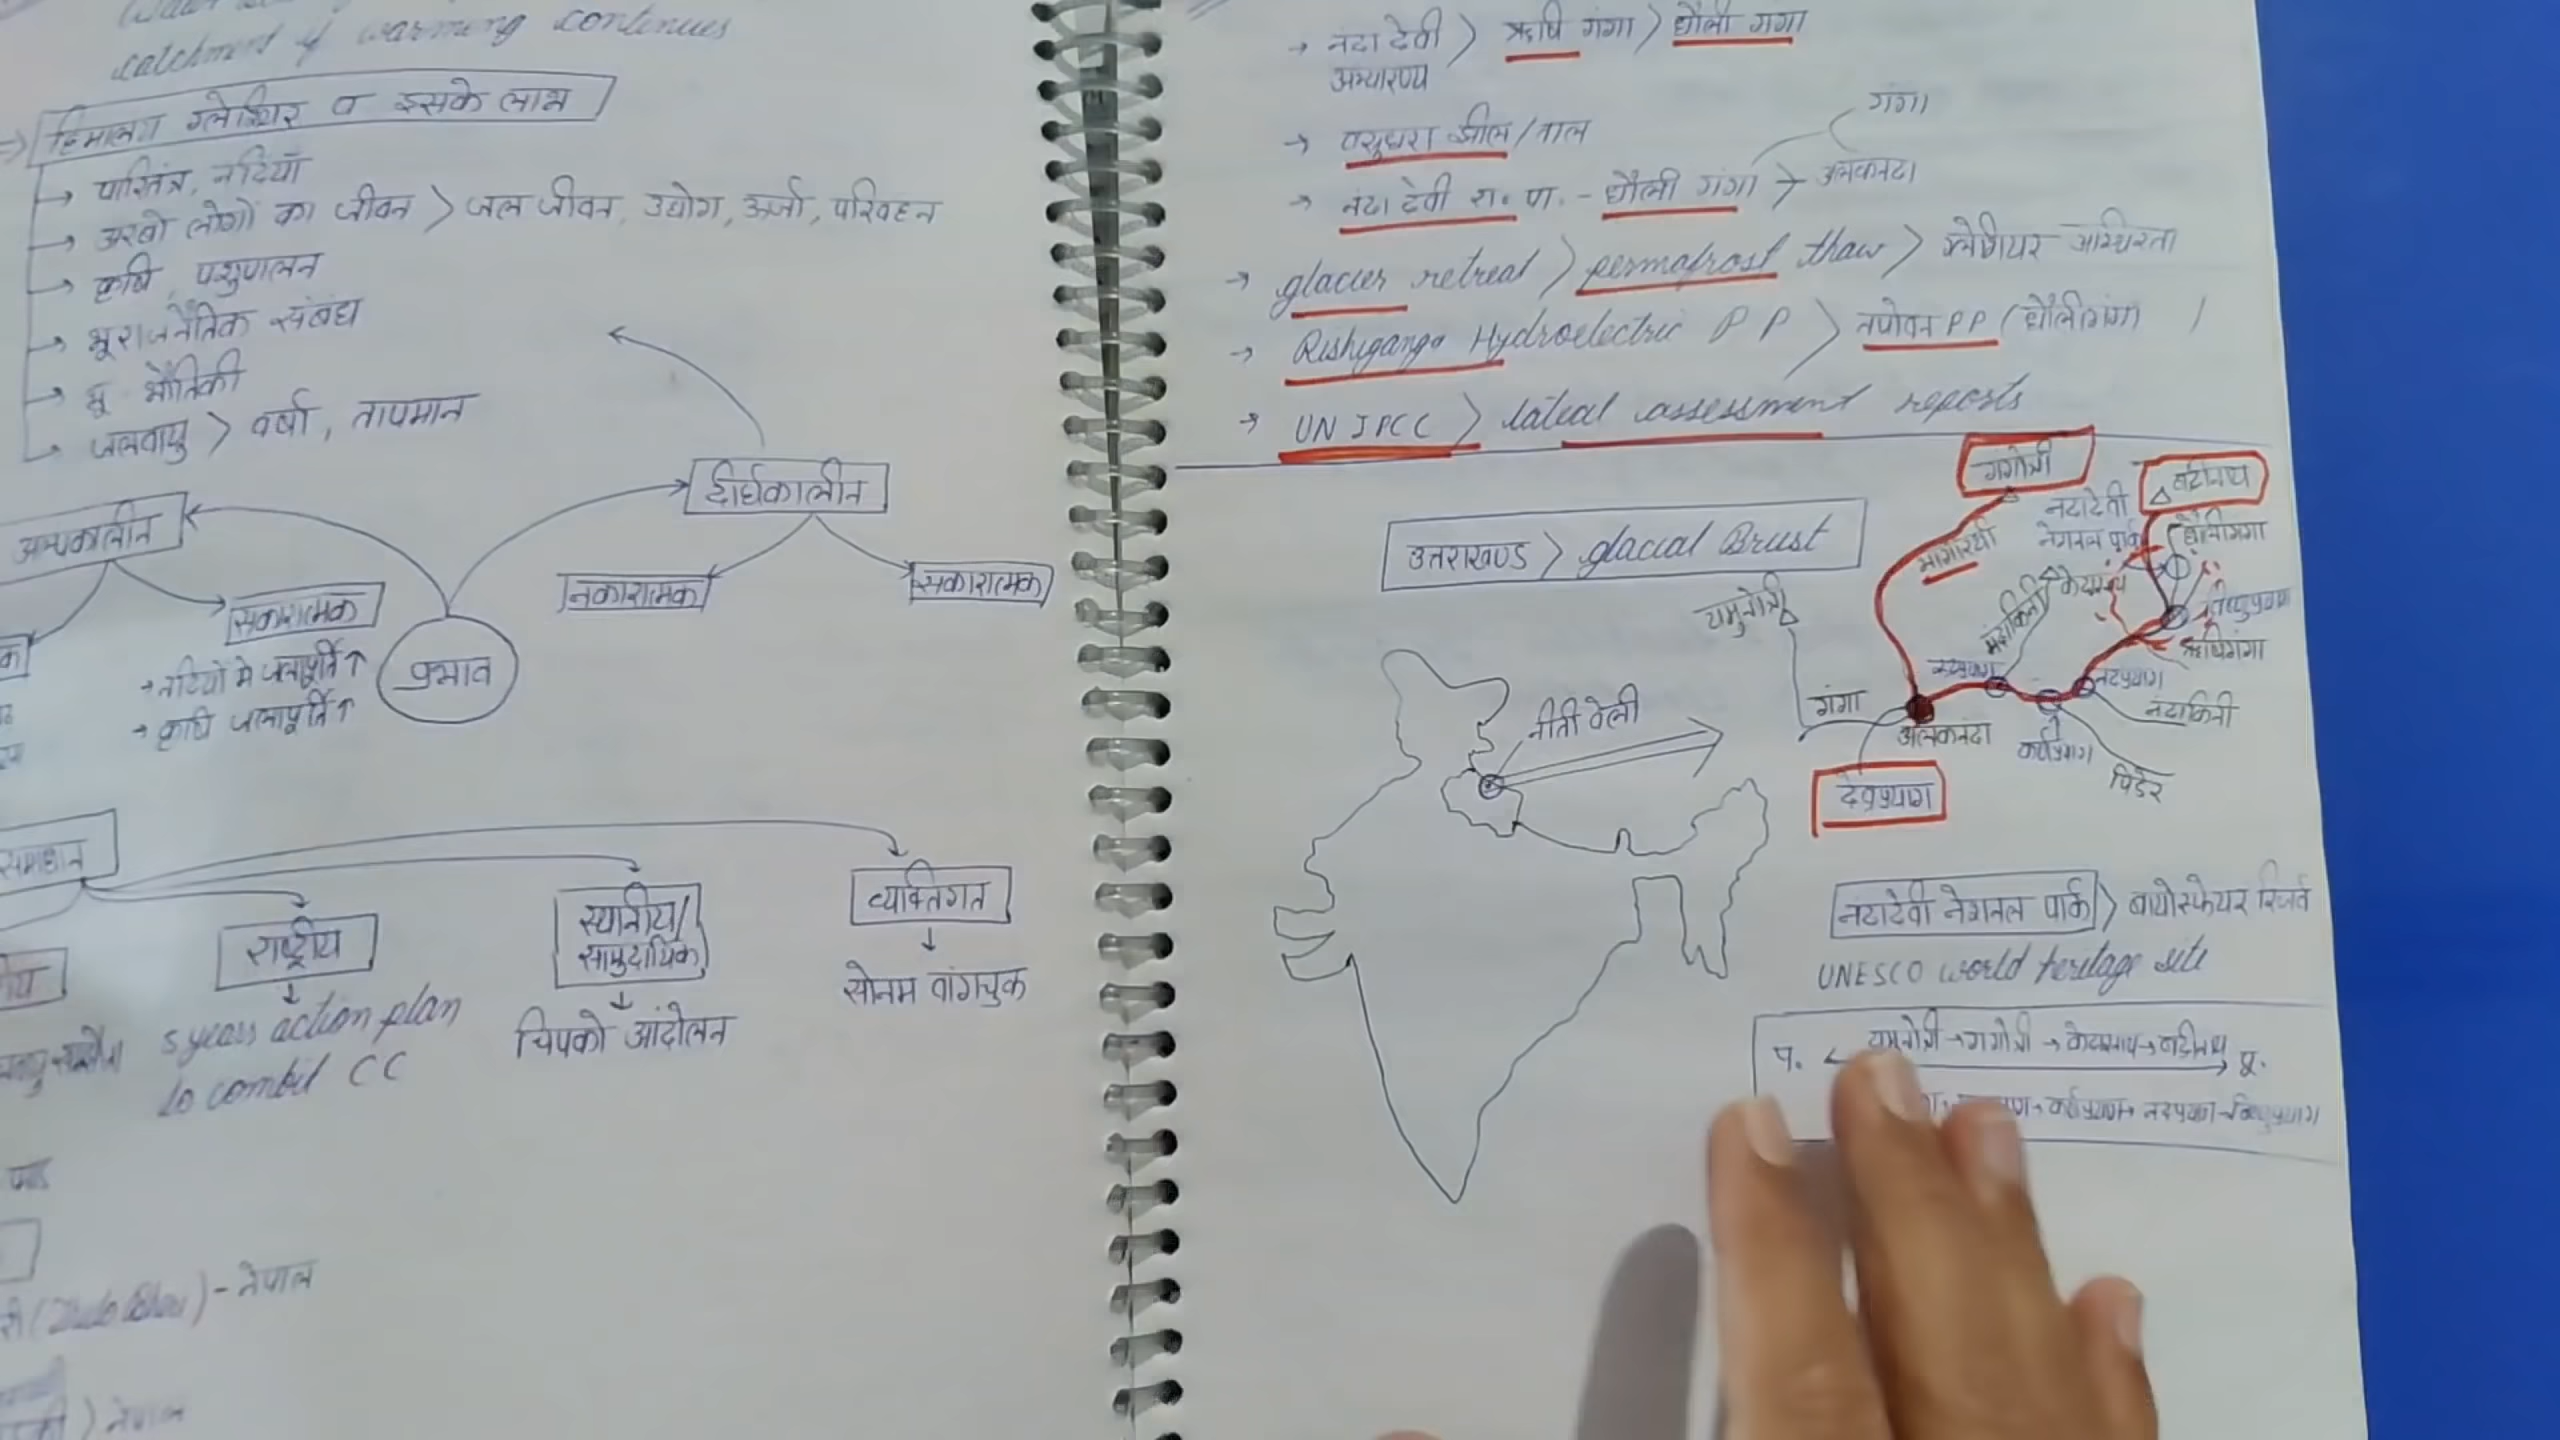 catchment if warming continues
हिमालय ग्लेशियर व इसके लाभ
→ पारितंत्र, नदियाँ
→ अरबों लोगों का जीवन > जल जीवन, उद्योग, ऊर्जा, परिवहन
→ कृषि, पशुपालन
→ भू राजनैतिक संबंध
→ भू भौतिकी
→ जलवायु > वर्षा, तापमान
दीर्घकालीन
अल्पकालीन
नकारात्मक
सकारात्मक
सकारात्मक
प्रभाव
→ नदियों में जलापूर्ति ↑
→ कृषि जलापूर्ति ↑
समाधान
राष्ट्रीय
स्थानीय/
सामुदायिक
व्यक्तिगत
5 years action plan
to combat CC
चिपको आंदोलन
सोनम वांगचुक
- नेपाल
→ नंदा देवी > ऋषि गंगा > धौली गंगा
अभ्यारण्य
→ वसुधरा झील/ताल
गंगा
→ नंदा देवी रा. पा. - धौली गंगा > अलकनंदा
→ glacier retreat > permafrost thaw > ग्लेशियर अस्थिरता
→ Rishiganga Hydroelectric PP > तपोवन PP (धौलीगंगा)
→ UN IPCC > latest assessment reports
उत्तराखण्ड > glacial Brust
गंगोत्री
बद्रीनाथ
नंदादेवी
नेशनल पार्क
धौलीगंगा
भागीरथी
केदारनाथ
यमुनोत्री
मंदाकिनी
विष्णुप्रयाग
ऋषिगंगा
रुद्रप्रयाग
नंदप्रयाग
नंदाकिनी
गंगा
अलकनंदा
कर्णप्रयाग
पिंडर
देवप्रयाग
नीती वेली
नंदादेवी नेशनल पार्क > बायोस्फेयर रिजर्व
UNESCO world heritage site
यमुनोत्री → गंगोत्री → केदारनाथ → बद्रीनाथ
प. पू.
कर्णप्रयाग → नंदप्रयाग → विष्णुप्रयाग